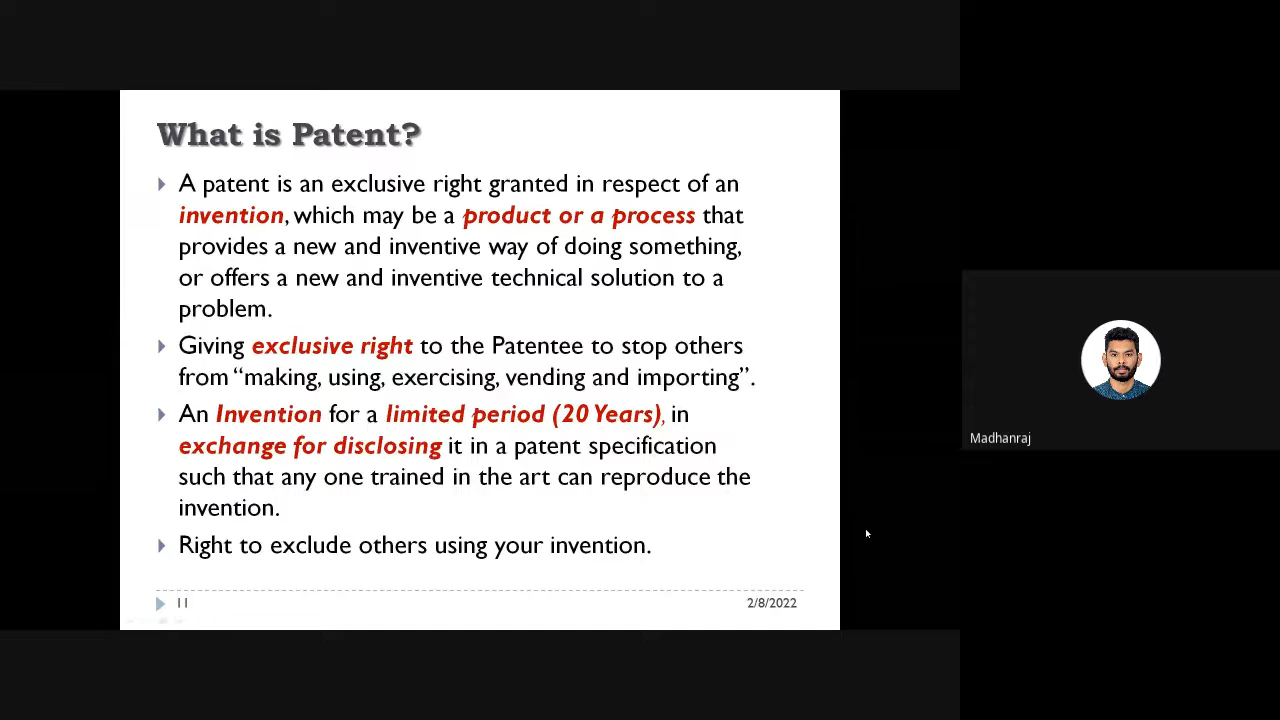 What is Patent?
A patent is an exclusive right granted in respect of an
invention, which may be a product or a process that
provides a new and inventive way of doing something,
or offers a new and inventive technical solution to a
problem.
Giving exclusive right to the Patentee to stop others
from “making, using, exercising, vending and importing”.
An Invention for a limited period (20 Years), in
exchange for disclosing it in a patent specification
such that any one trained in the art can reproduce the
invention.
Right to exclude others using your invention.
11
2/8/2022
Madhanraj